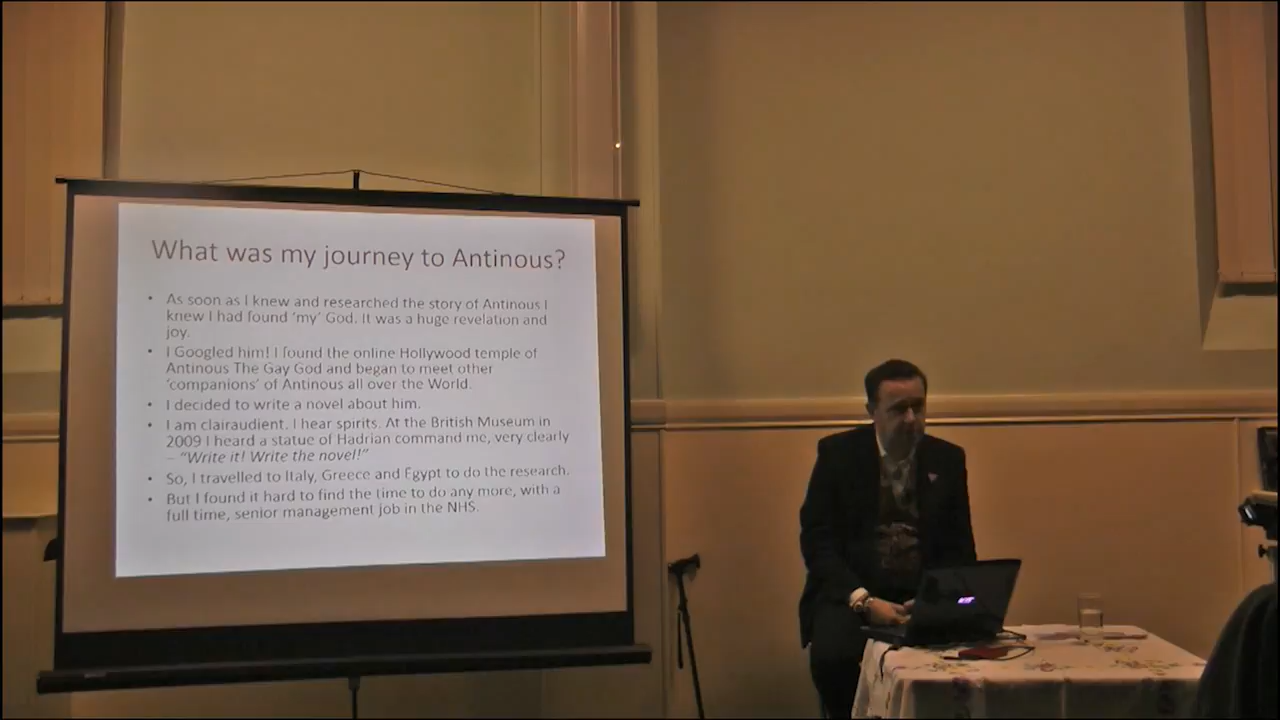 What was my journey to Antinous?
• As soon as I knew and researched the story of Antinous I
knew I had found ‘my’ God. It was a huge revelation and
joy.
• I Googled him! I found the online Hollywood temple of
Antinous The Gay God and began to meet other
‘companions’ of Antinous all over the World.
• I decided to write a novel about him.
• I am clairaudient. I hear spirits. At the British Museum in
2009 I heard a statue of Hadrian command me, very clearly
– “Write it! Write the novel!”
• So, I travelled to Italy, Greece and Egypt to do the research.
• But I found it hard to find the time to do any more, with a
full time, senior management job in the NHS.